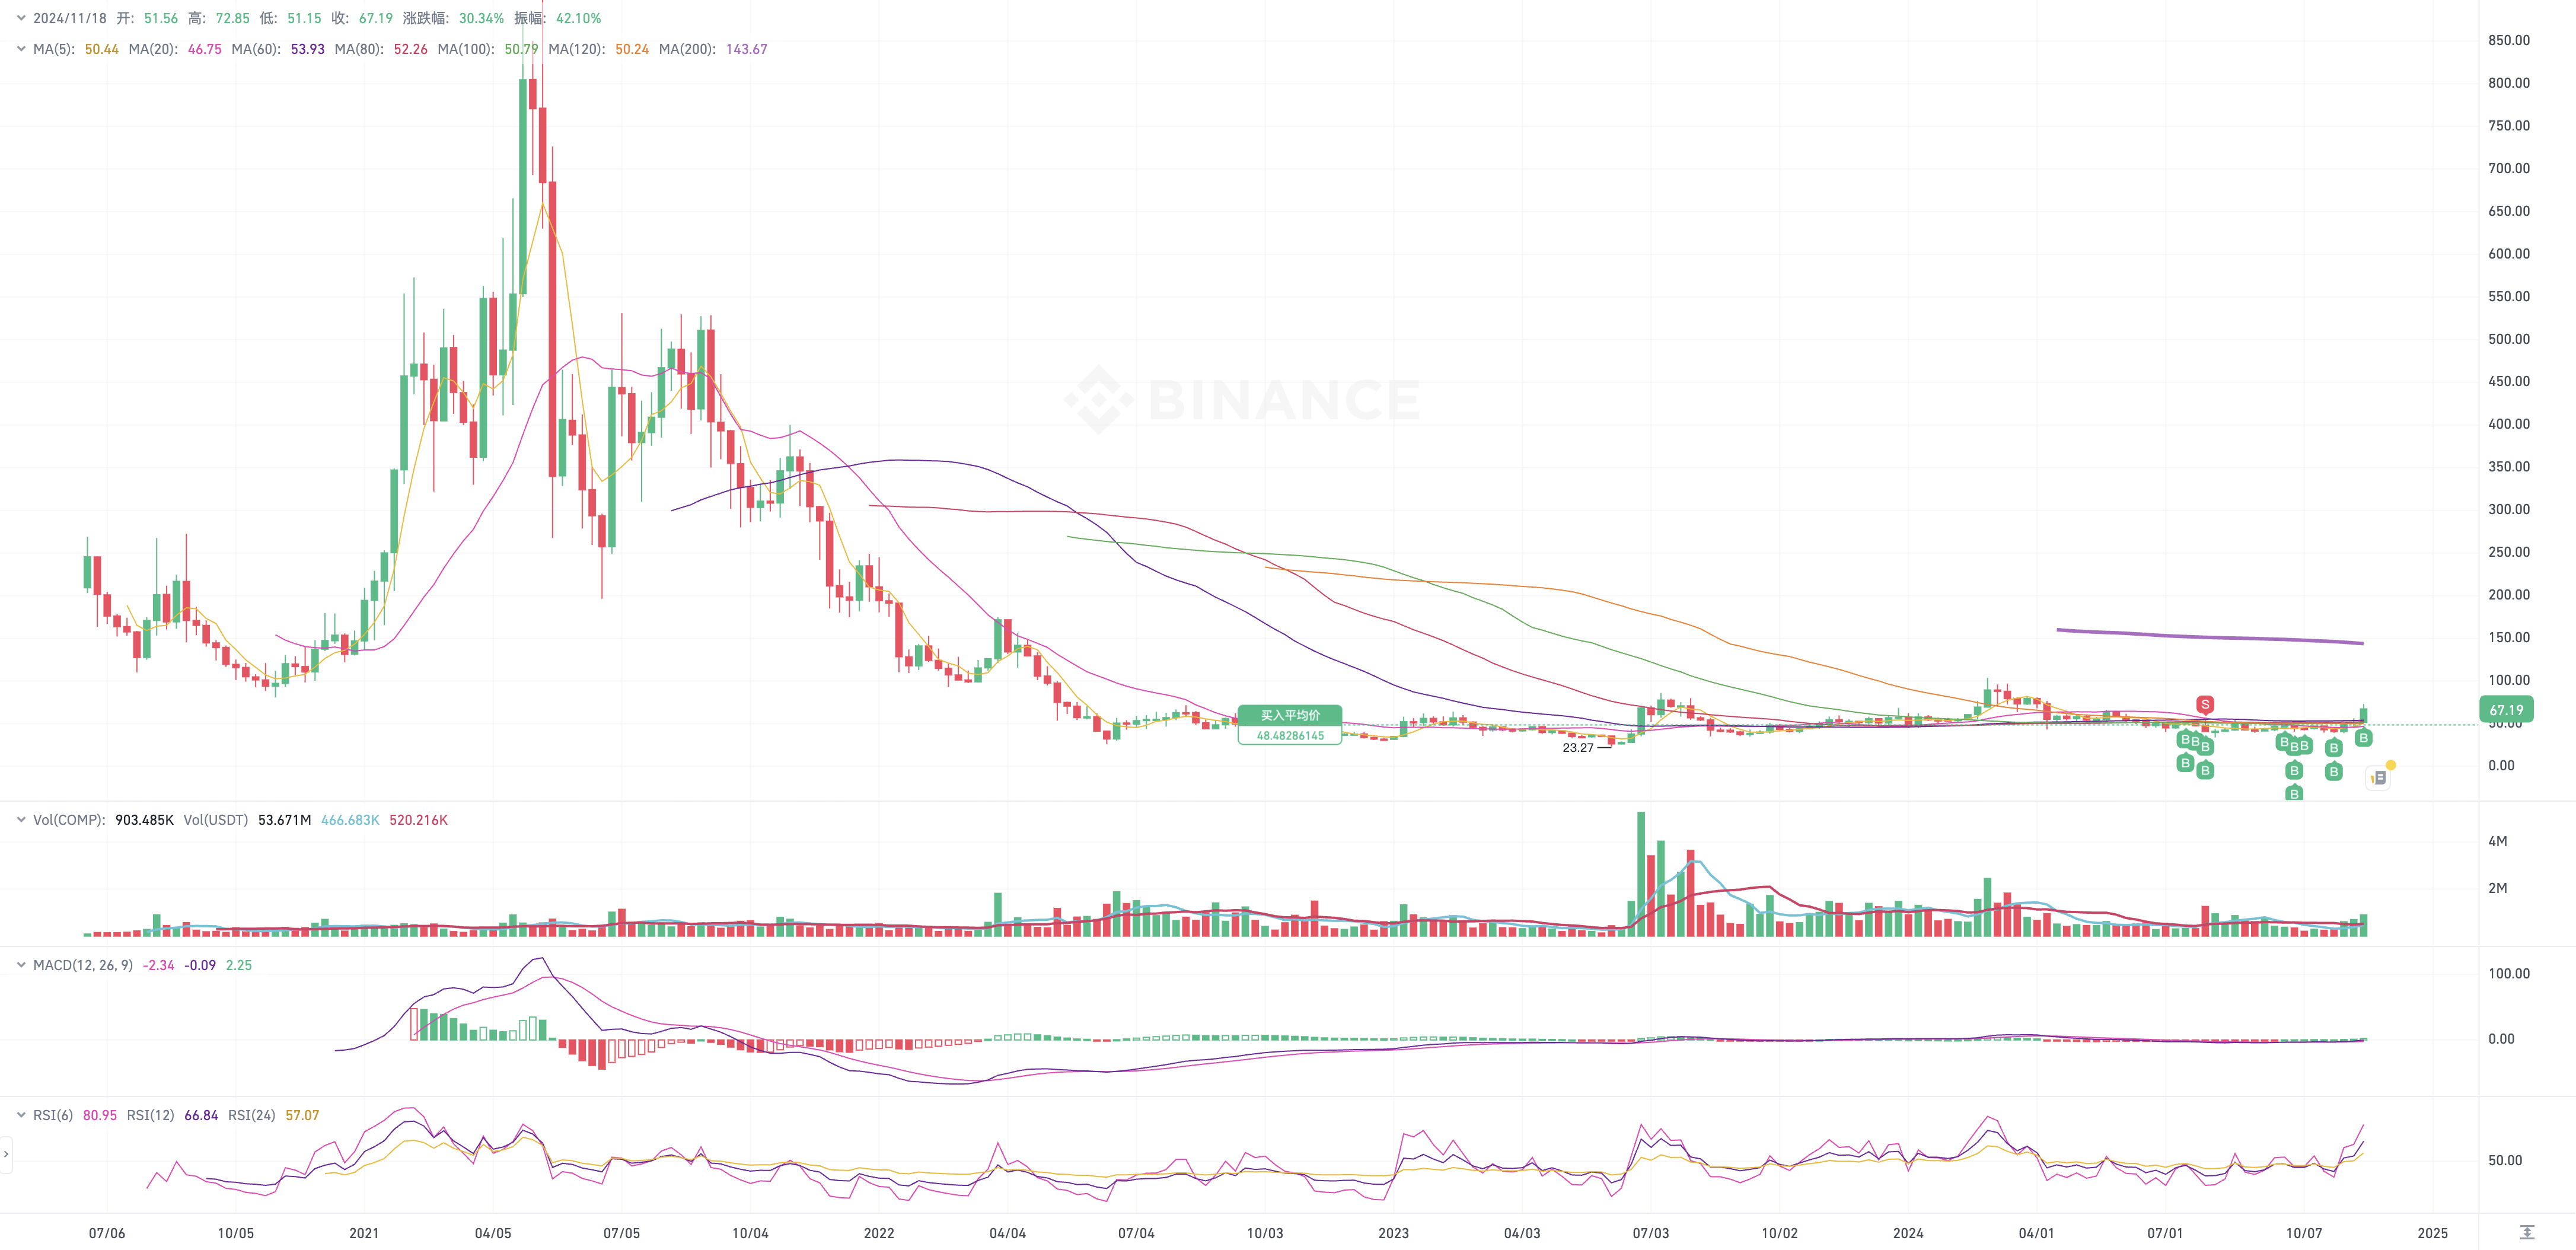 2024/11/18 开: 51.56 高: 72.85 低: 51.15 收: 67.19 涨跌幅: 30.34% 振幅: 42.10%
MA(5): 50.44 MA(20): 46.75 MA(60): 53.93 MA(80): 52.26 MA(100): 50.79 MA(120): 50.24 MA(200): 143.67
850.00
800.00
750.00
700.00
650.00
600.00
550.00
500.00
450.00
BINANCE
400.00
350.00
300.00
250.00
200.00
150.00
100.00
S
67.19
买入平均价
48.48286145
50.00
23.27
B B B B B B B B
B B B B
0.00
B
Vol(COMP): 903.485K Vol(USDT) 53.671M 466.683K 520.216K
4M
2M
MACD(12, 26, 9) -2.34 -0.09 2.25
100.00
0.00
RSI(6) 80.95 RSI(12) 66.84 RSI(24) 57.07
50.00
07/06 10/05 2021 04/05 07/05 10/04 2022 04/04 07/04 10/03 2023 04/03 07/03 10/02 2024 04/01 07/01 10/07 2025